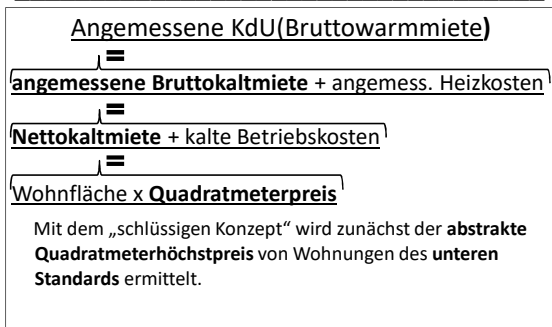 Angemessene KdU(Bruttowarmmiete)
=
angemessene Bruttokaltmiete + angemess. Heizkosten
=
Nettokaltmiete + kalte Betriebskosten
=
Wohnfläche x Quadratmeterpreis
Mit dem „schlüssigen Konzept“ wird zunächst der abstrakte
Quadratmeterhöchstpreis von Wohnungen des unteren
Standards ermittelt.